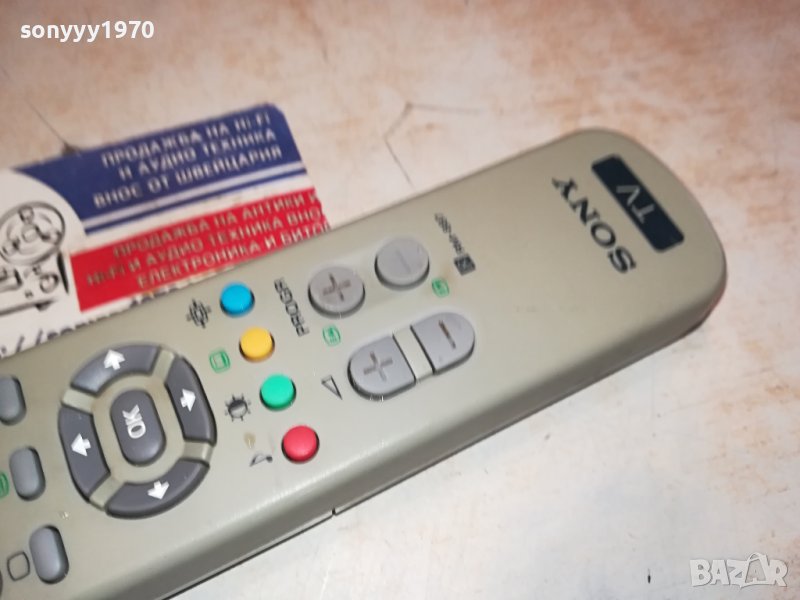 sonyyy1970
ПРОДАЖБА НА HI-FI
И АУДИО ТЕХНИКА
ВНОС ОТ ШВЕЙЦАРИЯ
ПРОДАЖБА НА АНТИКИ И
HI-FI И АУДИО ТЕХНИКА
ЕЛЕКТРОНИКА И
SONY
TV
PROGR
OK
BAZAR